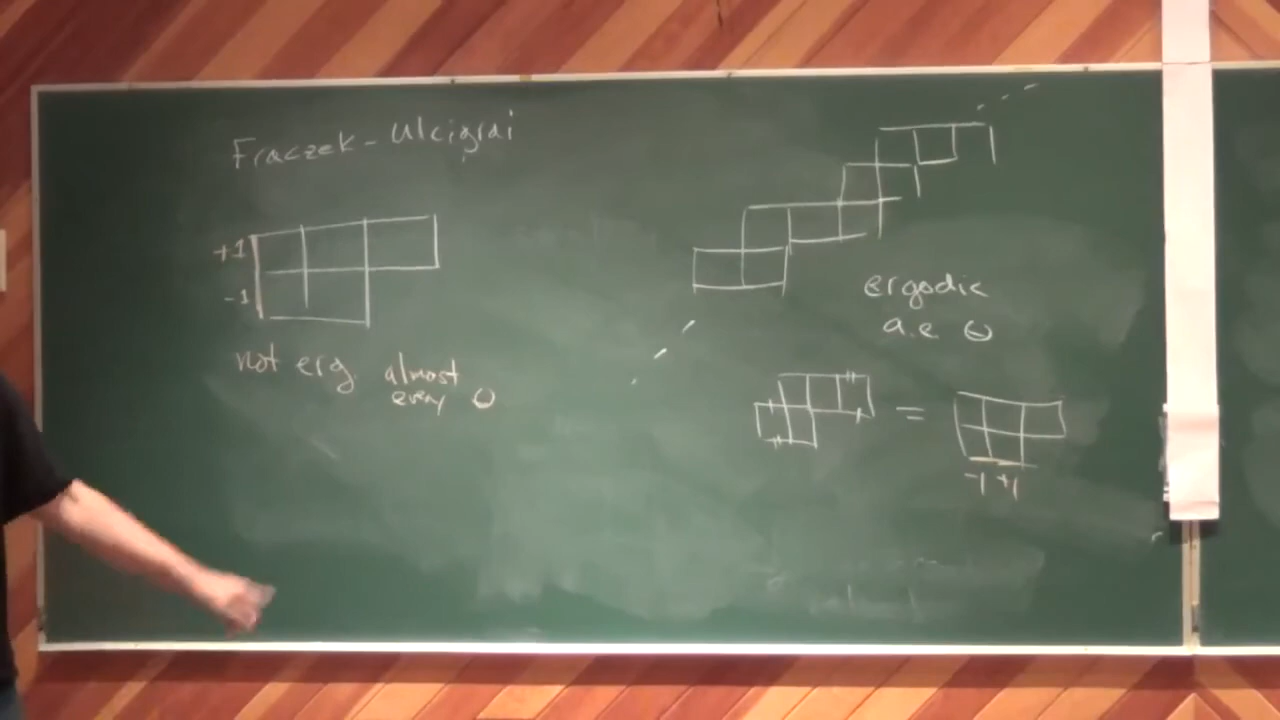 Fraczek - Ulcigrai
+1
-1
not erg. almost
every Θ
ergodic
a.e Θ
=
-1 +1